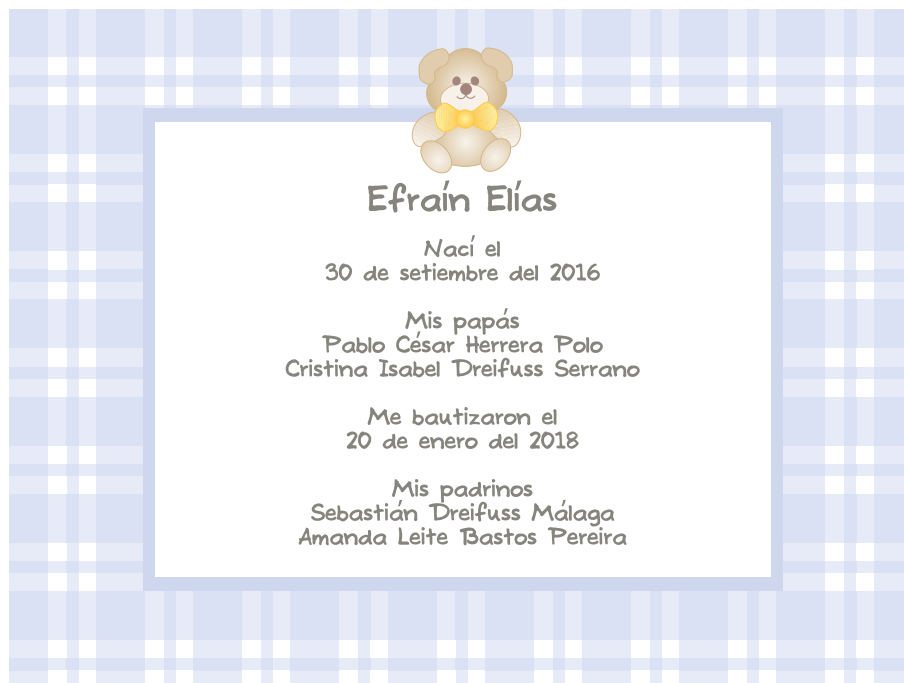 Efraín Elías
Nací el
30 de setiembre del 2016
Mis papás
Pablo César Herrera Polo
Cristina Isabel Dreifuss Serrano
Me bautizaron el
20 de enero del 2018
Mis padrinos
Sebastián Dreifuss Málaga
Amanda Leite Bastos Pereira